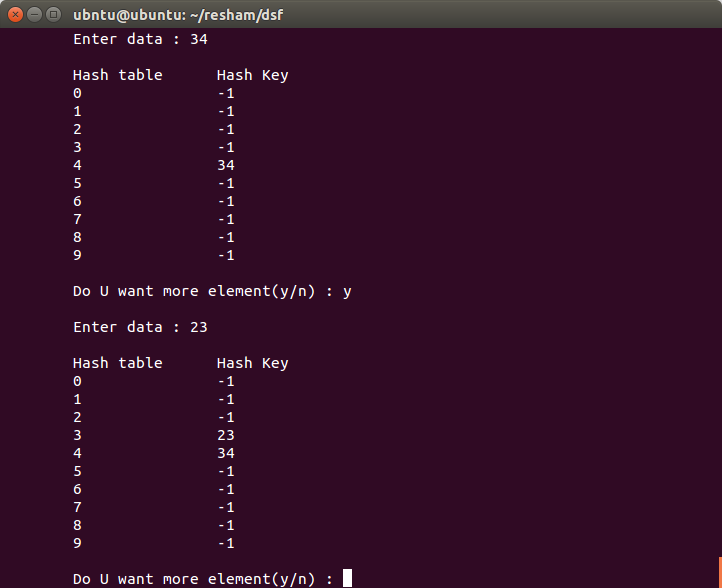 ubntu@ubuntu: ~/resham/dsf
Enter data : 34
Hash table Hash Key
0 -1
1 -1
2 -1
3 -1
4 34
5 -1
6 -1
7 -1
8 -1
9 -1
Do U want more element(y/n) : y
Enter data : 23
Hash table Hash Key
0 -1
1 -1
2 -1
3 23
4 34
5 -1
6 -1
7 -1
8 -1
9 -1
Do U want more element(y/n) :